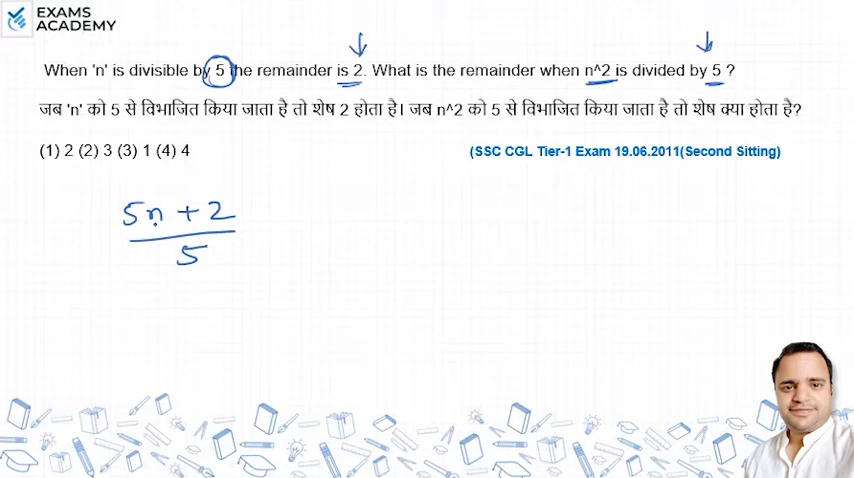 EXAMS
ACADEMY
When 'n' is divisible by 5 the remainder is 2. What is the remainder when n^2 is divided by 5 ?
जब 'n' को 5 से विभाजित किया जाता है तो शेष 2 होता है। जब n^2 को 5 से विभाजित किया जाता है तो शेष क्या होता है?
(1) 2 (2) 3 (3) 1 (4) 4 (SSC CGL Tier-1 Exam 19.06.2011(Second Sitting)
5n + 2
5